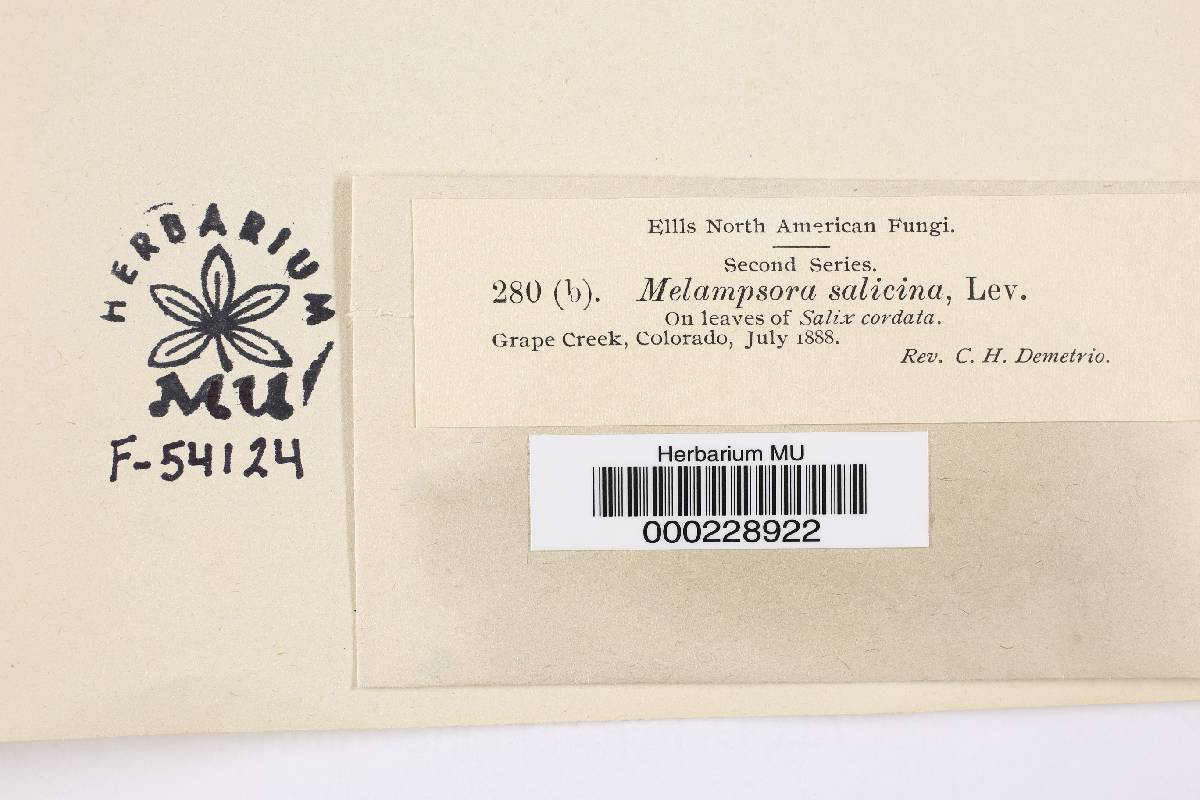 HERBARIUM
MU
F-54124
Ellls North American Fungi.
Second Series.
280 (b). Melampsora salicina, Lev.
On leaves of Salix cordata.
Grape Creek, Colorado, July 1888.
Rev. C. H. Demetrio.
Herbarium MU
000228922